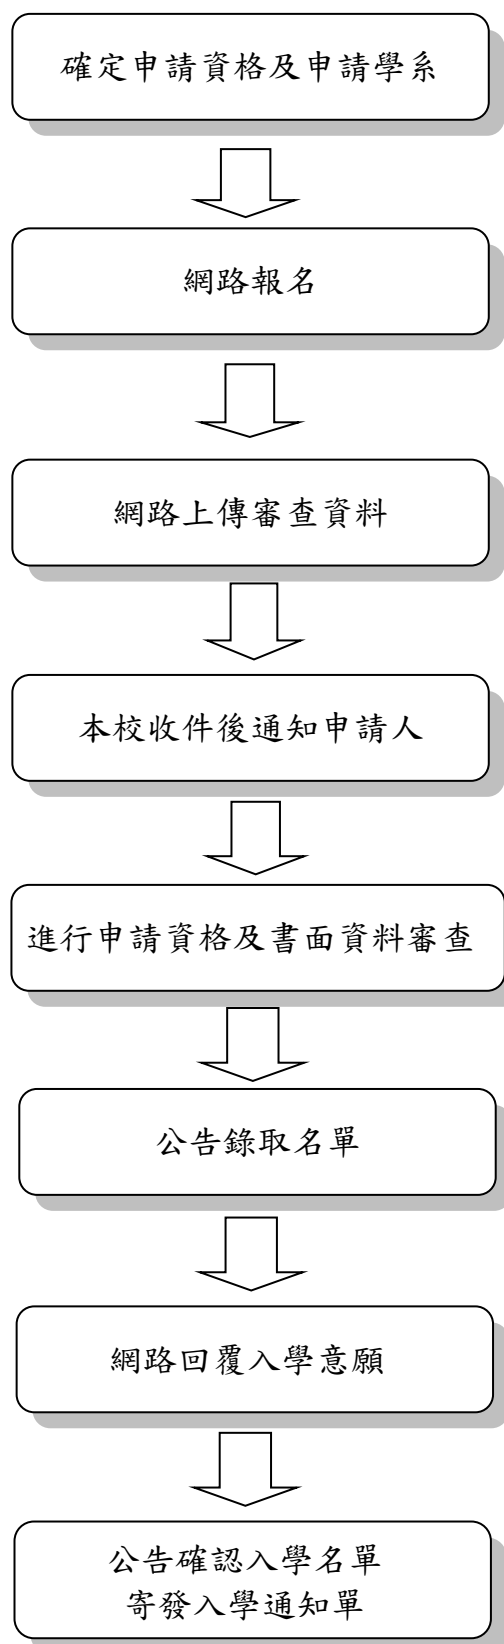 確定申請資格及申請學系
網路報名
網路上傳審查資料
本校收件後通知申請人
進行申請資格及書面資料審查
公告錄取名單
網路回覆入學意願
公告確認入學名單
寄發入學通知單